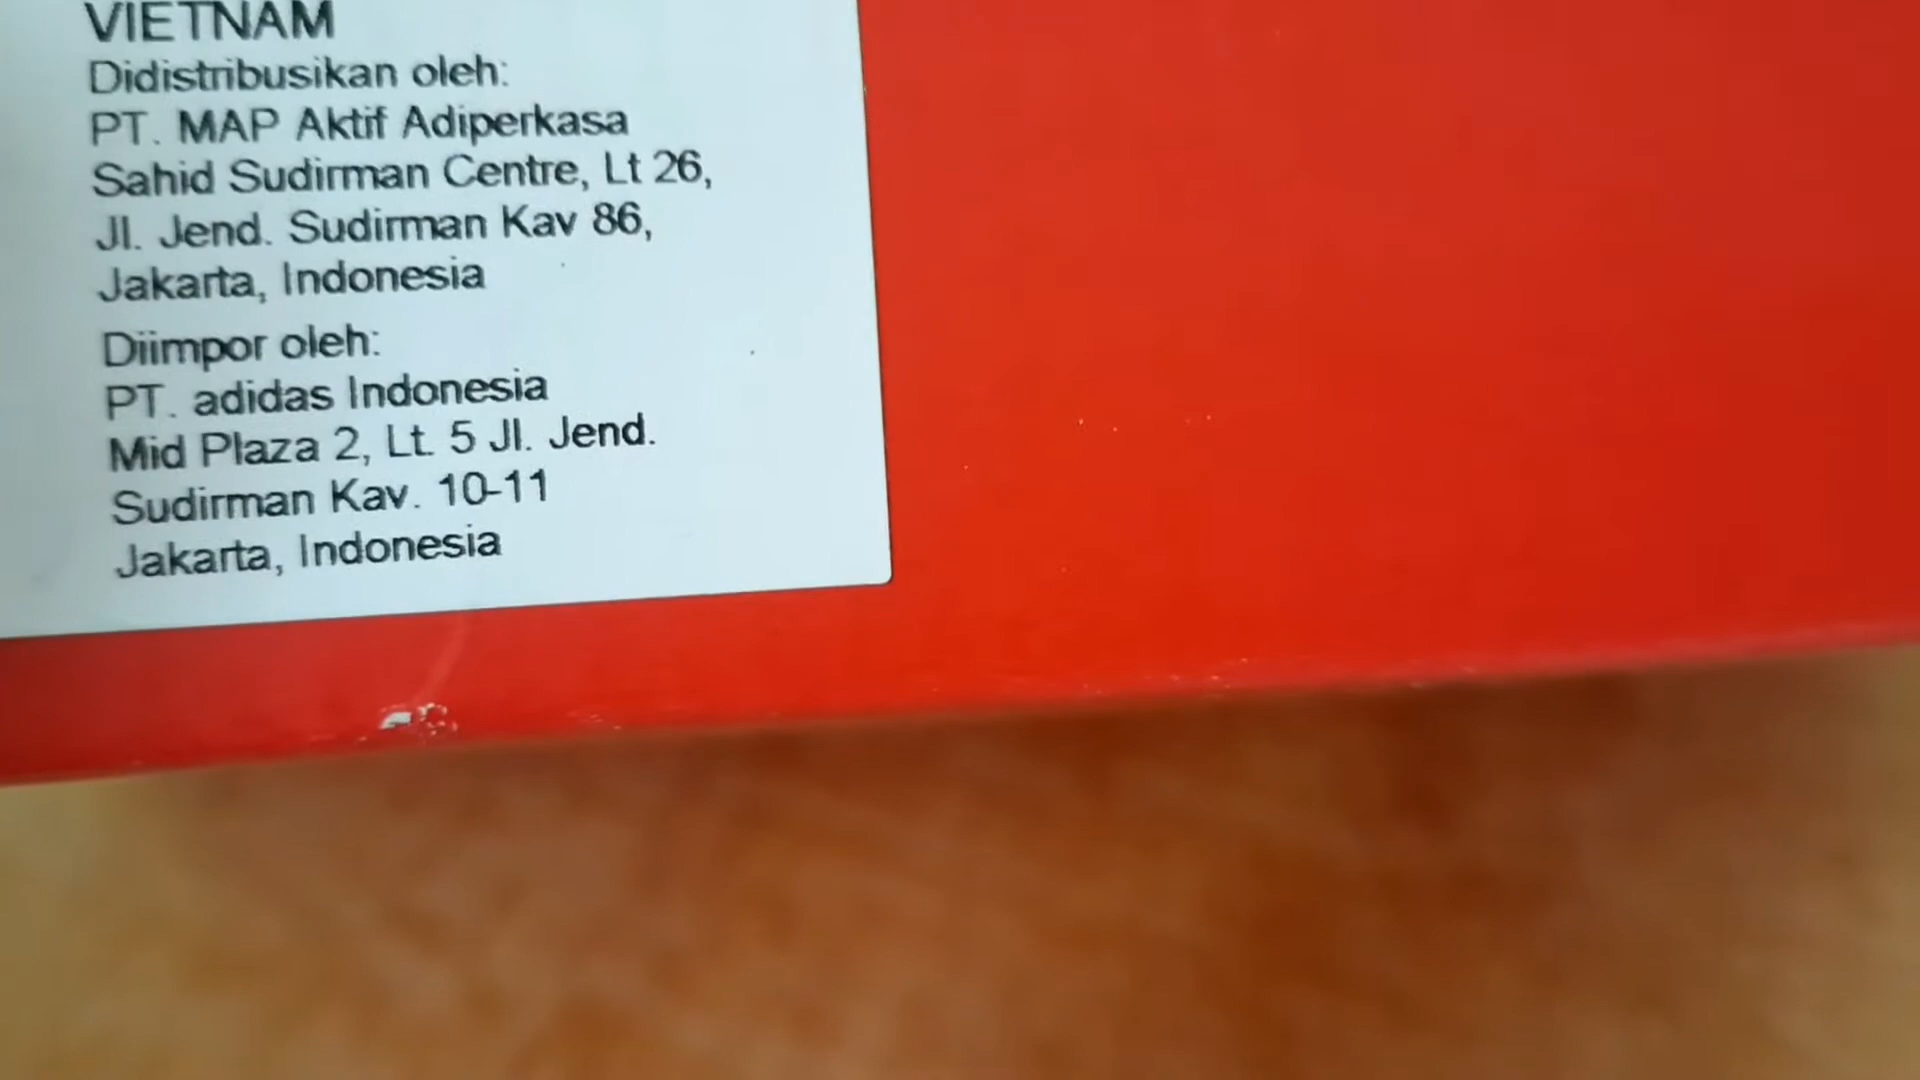 VIETNAM
Didistribusikan oleh:
PT. MAP Aktif Adiperkasa
Sahid Sudirman Centre, Lt 26,
Jl. Jend. Sudirman Kav 86,
Jakarta, Indonesia
Diimpor oleh:
PT. adidas Indonesia
Mid Plaza 2, Lt. 5 Jl. Jend.
Sudirman Kav. 10-11
Jakarta, Indonesia